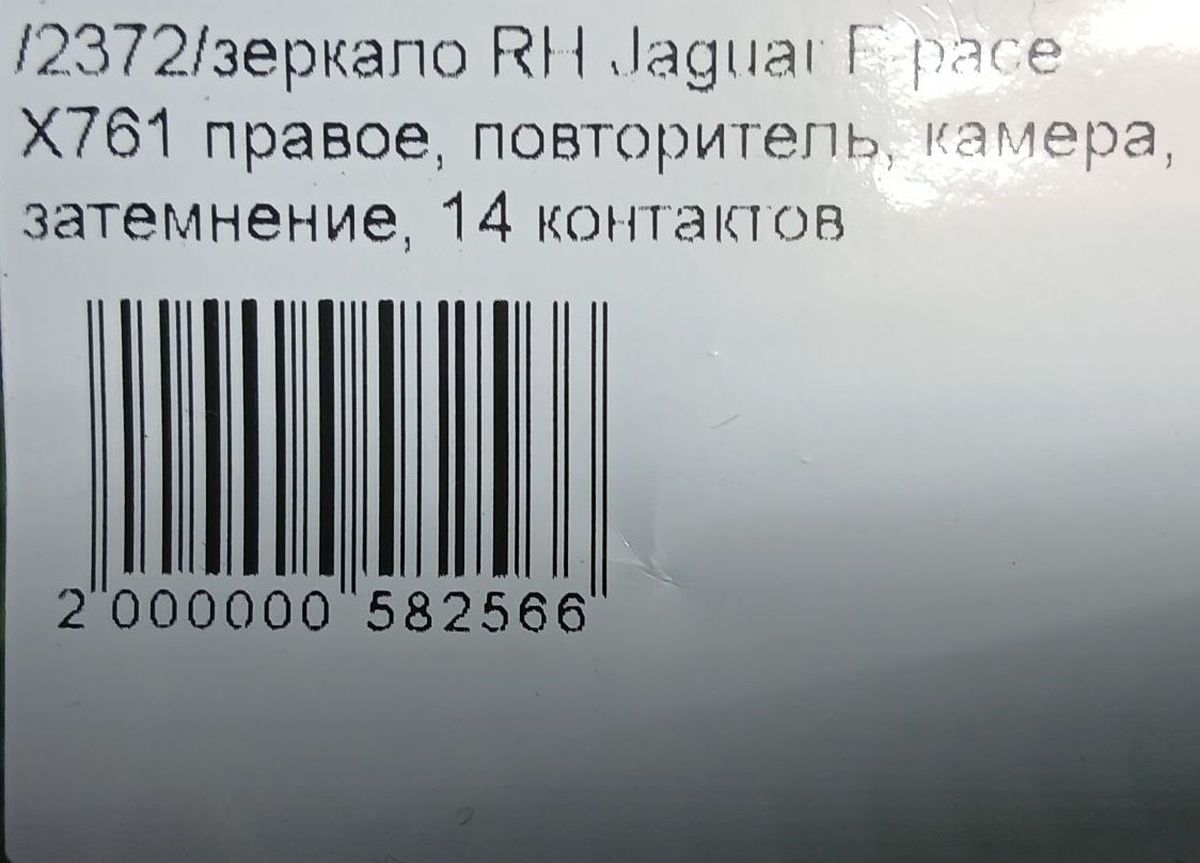 /2372/зеркало RH Jaguar F-pace
X761 правое, повторитель, камера,
затемнение, 14 контактов
2 000000 582566